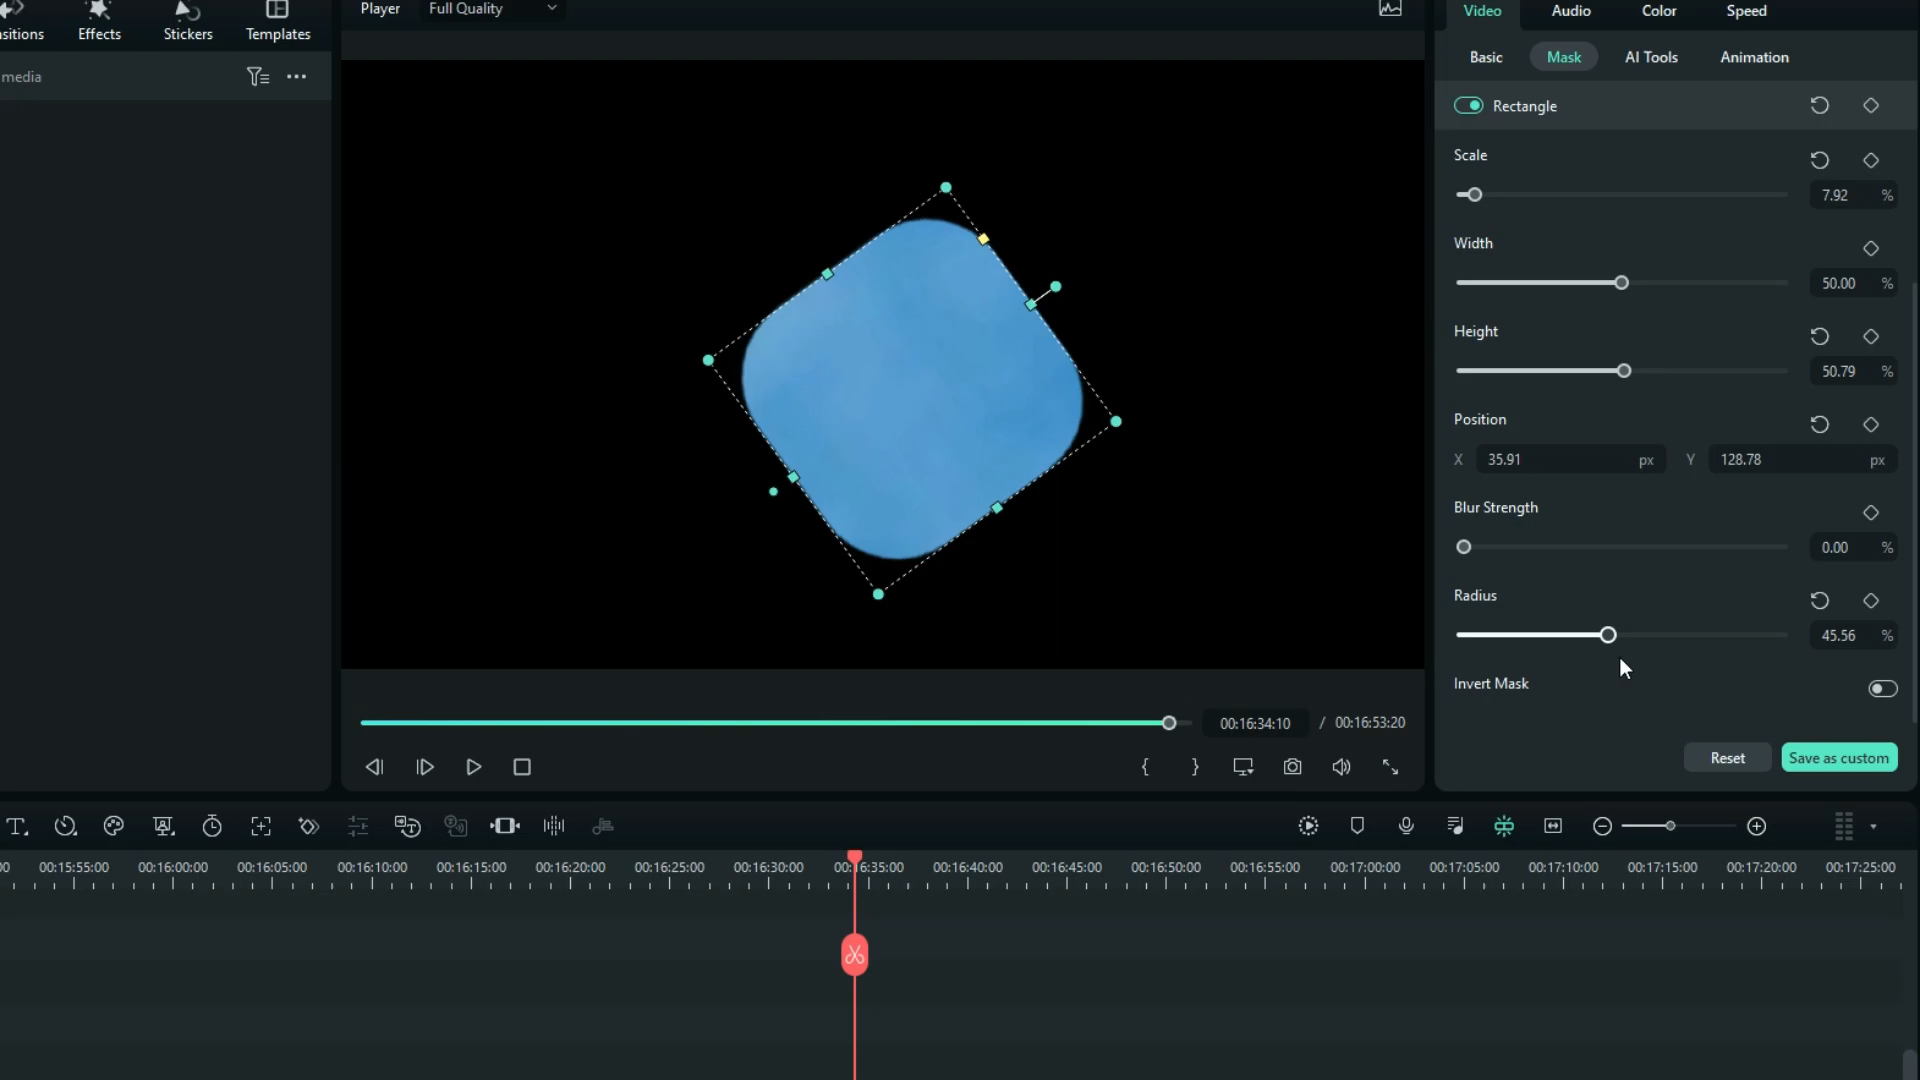 Player Full Quality
sitions Effects Stickers Templates
media
Video Audio Color Speed
Basic Mask AI Tools Animation
Rectangle
Scale
7.92 %
Width
50.00 %
Height
50.79 %
Position
X 35.91 px Y 128.78 px
Blur Strength
0.00 %
Radius
45.56 %
Invert Mask
Reset Save as custom
00:16:34:10 / 00:16:53:20
00 00:15:55:00 00:16:00:00 00:16:05:00 00:16:10:00 00:16:15:00 00:16:20:00 00:16:25:00 00:16:30:00 00:16:35:00 00:16:40:00 00:16:45:00 00:16:50:00 00:16:55:00 00:17:00:00 00:17:05:00 00:17:10:00 00:17:15:00 00:17:20:00 00:17:25:00